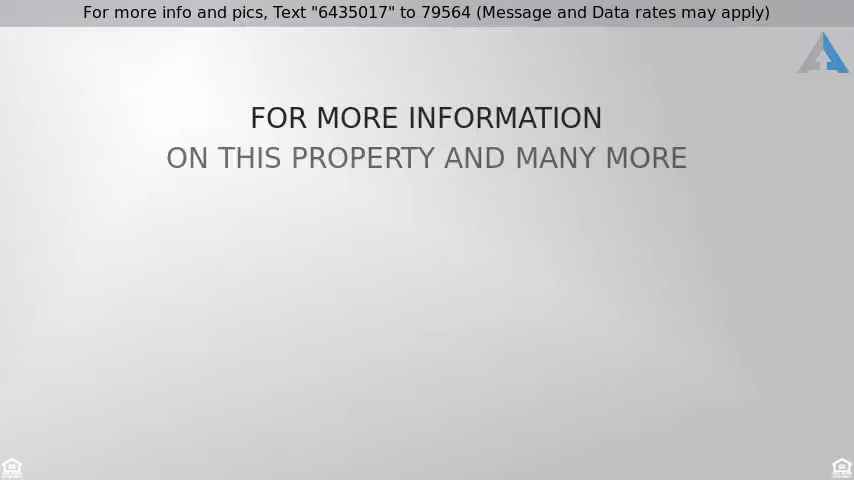 For more info and pics, Text "6435017" to 79564 (Message and Data rates may apply)
FOR MORE INFORMATION
ON THIS PROPERTY AND MANY MORE